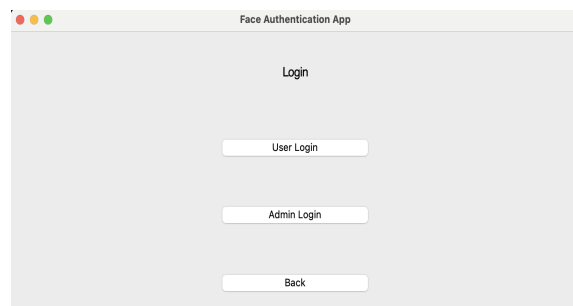 Face Authentication App
Login
User Login
Admin Login
Back